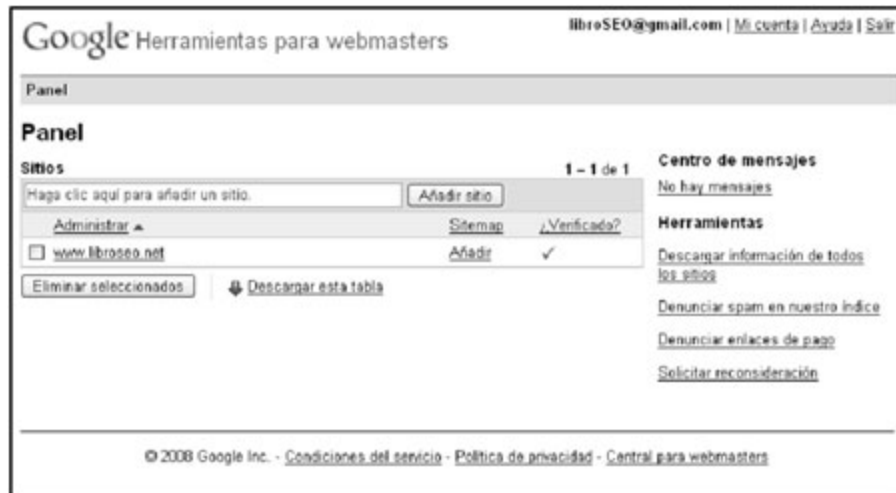 Google Herramientas para webmasters
libroSEO@gmail.com | Mi cuenta | Ayuda | Salir
Panel
Panel
Sitios 1 – 1 de 1
Haga clic aquí para añadir un sitio. Añadir sitio
Administrar Sitemap ¿Verificado?
www.libroseo.net Añadir ✓
Eliminar seleccionados Descargar esta tabla
Centro de mensajes
No hay mensajes
Herramientas
Descargar información de todos
los sitios
Denunciar spam en nuestro índice
Denunciar enlaces de pago
Solicitar reconsideración
© 2008 Google Inc. - Condiciones del servicio - Política de privacidad - Central para webmasters